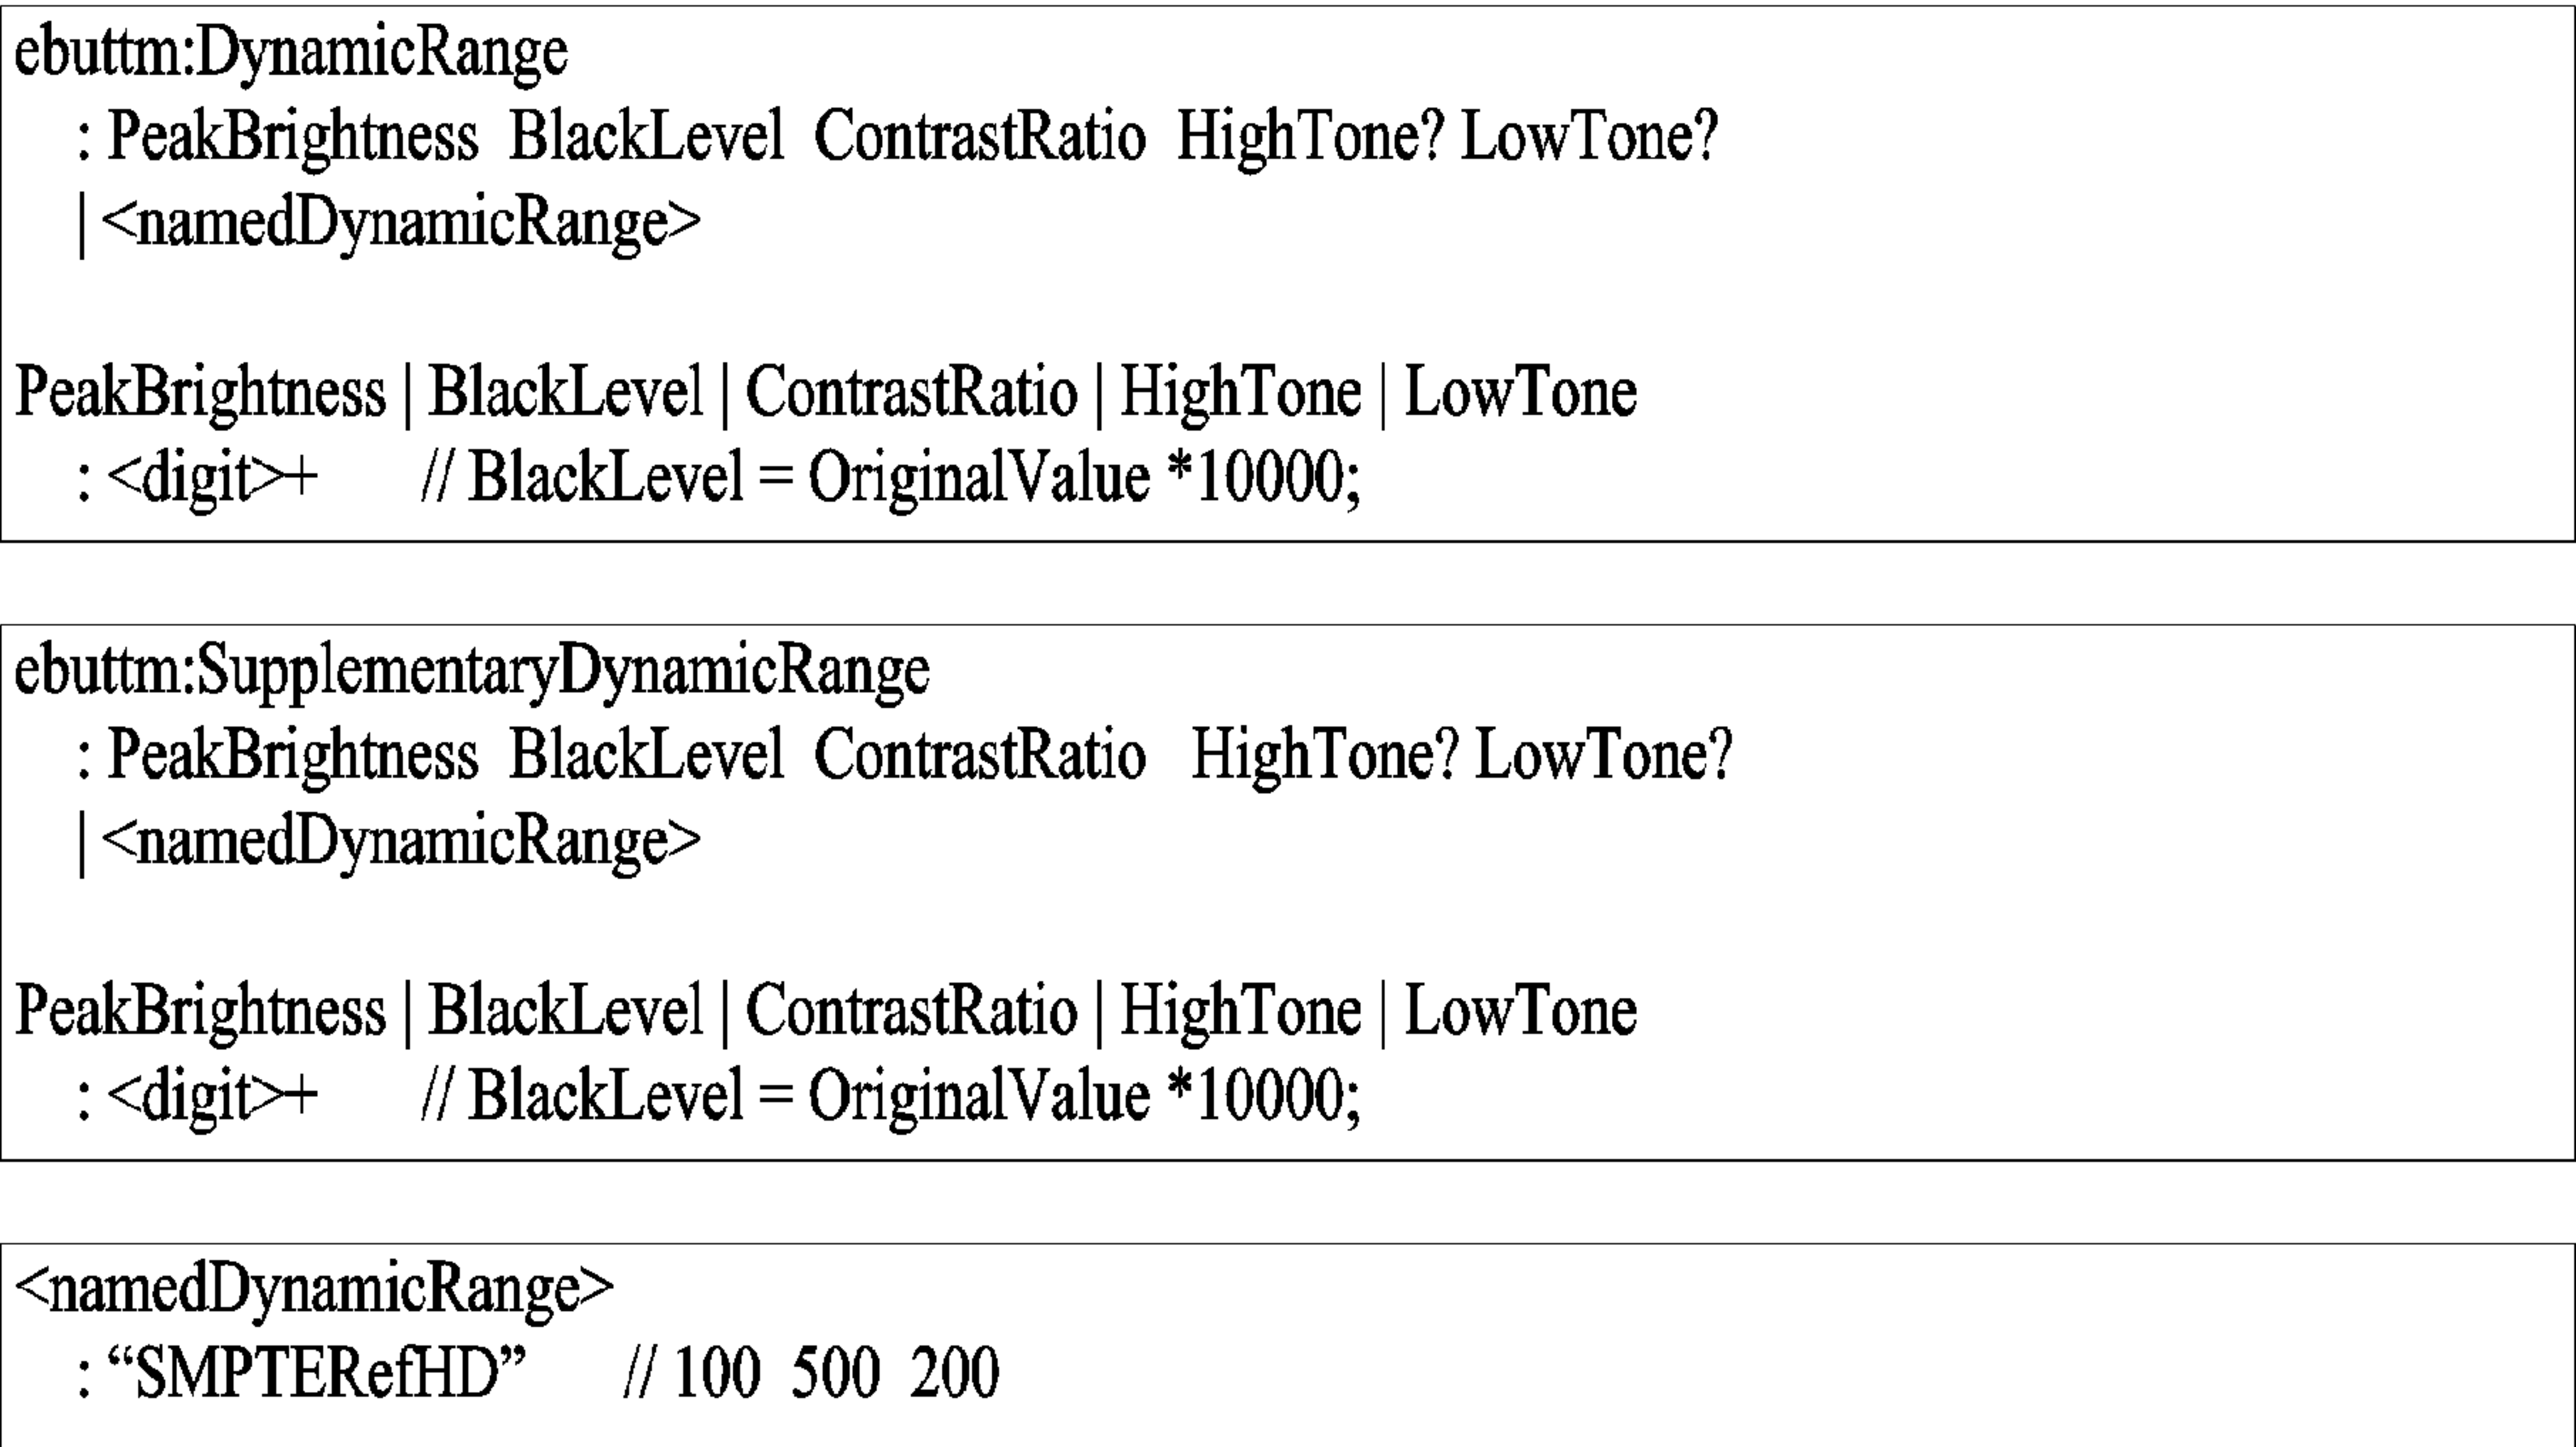 ebuttm:DynamicRange
: PeakBrightness BlackLevel ContrastRatio HighTone? LowTone?
| <namedDynamicRange>
PeakBrightness | BlackLevel | ContrastRatio | HighTone | LowTone
: <digit>+ // BlackLevel = OriginalValue *10000;
ebuttm:SupplementaryDynamicRange
: PeakBrightness BlackLevel ContrastRatio HighTone? LowTone?
| <namedDynamicRange>
PeakBrightness | BlackLevel | ContrastRatio | HighTone | LowTone
: <digit>+ // BlackLevel = OriginalValue *10000;
<namedDynamicRange>
: “SMPTERefHD” // 100 500 200